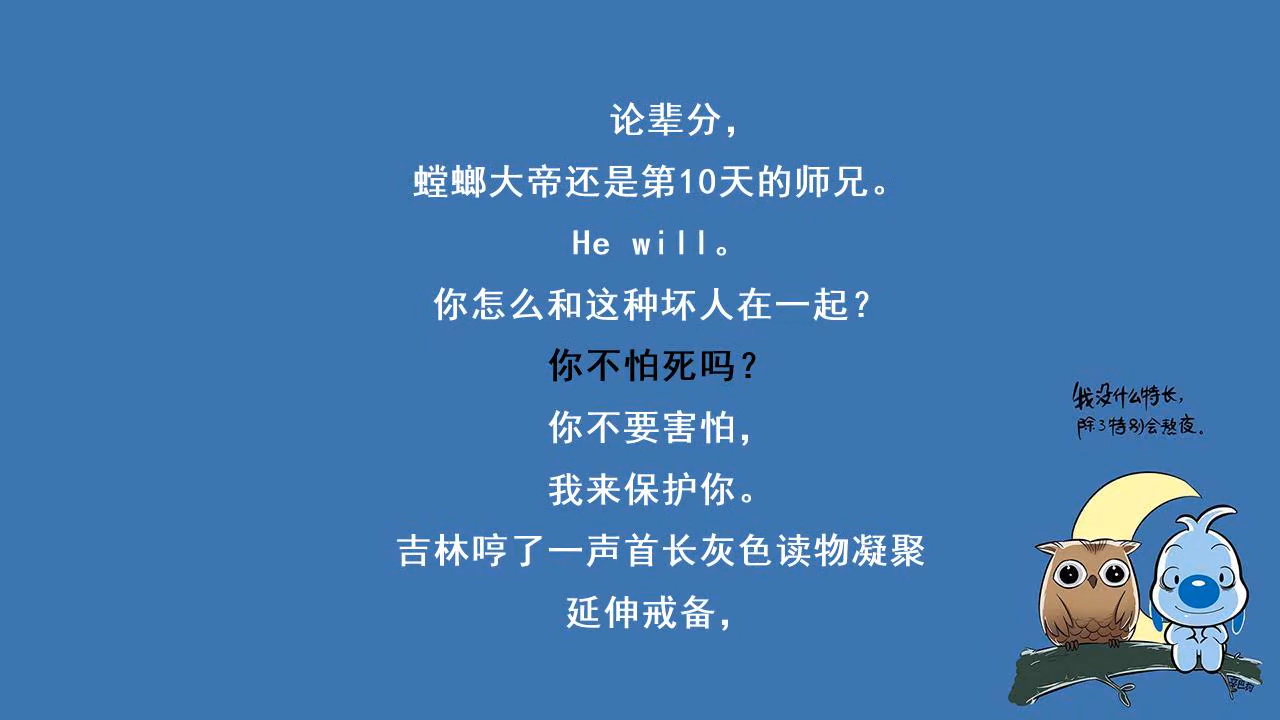 论辈分，
螳螂大帝还是第10天的师兄。
He will。
你怎么和这种坏人在一起？
你不怕死吗？
你不要害怕，
我来保护你。
吉林哼了一声首长灰色读物凝聚
延伸戒备，
我没什么特长，
除了特别会熬夜。